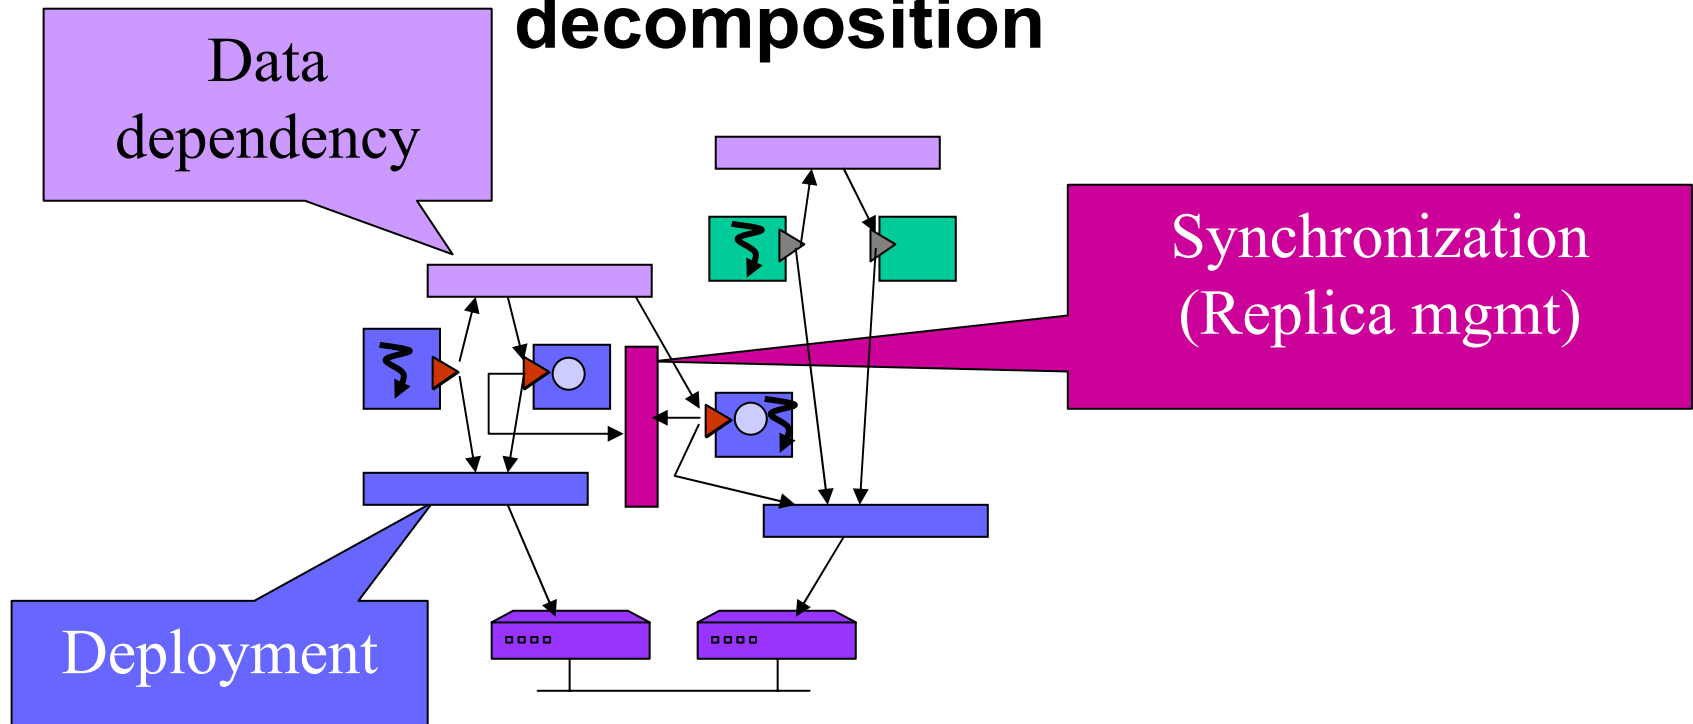 decomposition
Data
dependency
Synchronization
(Replica mgmt)
Deployment